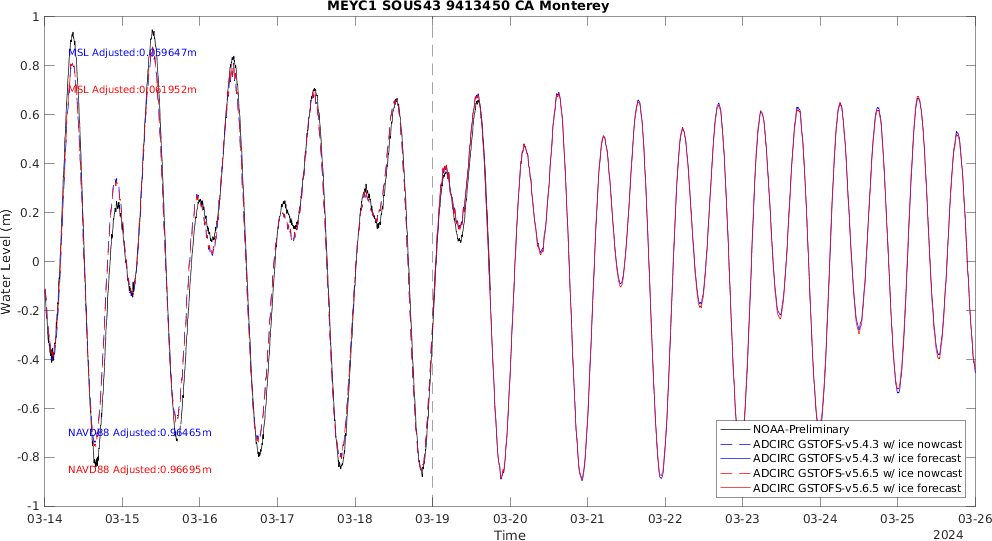 MEYC1 SOUS43 9413450 CA Monterey
1
0.8
0.6
0.4
0.2
0
-0.2
-0.4
-0.6
-0.8
-1
Water Level (m)
MSL Adjusted:0.059647m
MSL Adjusted:0.061952m
NAVD88 Adjusted:0.96465m
NAVD88 Adjusted:0.96695m
NOAA-Preliminary
ADCIRC GSTOFS-v5.4.3 w/ ice nowcast
ADCIRC GSTOFS-v5.4.3 w/ ice forecast
ADCIRC GSTOFS-v5.6.5 w/ ice nowcast
ADCIRC GSTOFS-v5.6.5 w/ ice forecast
03-14 03-15 03-16 03-17 03-18 03-19 03-20 03-21 03-22 03-23 03-24 03-25 03-26
Time
2024